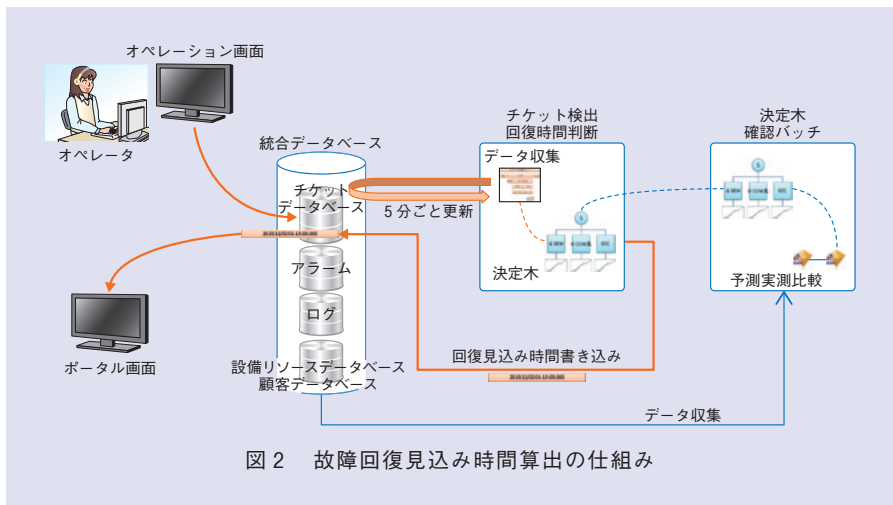 オペレーション画面
オペレータ
統合データベース
チケット
データベース
5分ごと更新
アラーム
ログ
設備リソースデータベース
顧客データベース
ポータル画面
チケット検出
回復時間判断
データ収集
決定木
回復見込み時間書き込み
決定木
確認バッチ
予測実測比較
データ収集
図2 故障回復見込み時間算出の仕組み